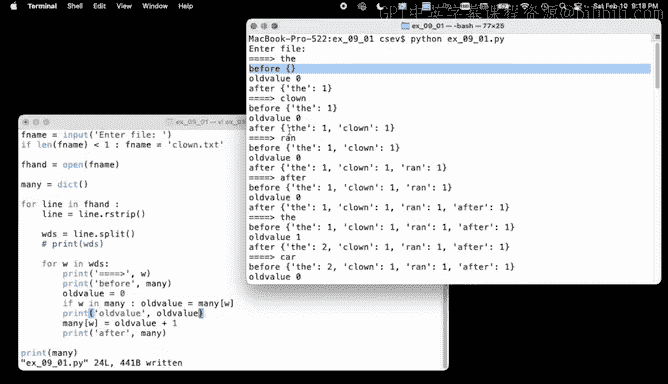 Terminal Shell Edit View Window Help
Sat Feb 10 9:18 PM
ex_09_01 — -bash — 77×25
MacBook-Pro-522:ex_09_01 csev$ python ex_09_01.py
Enter file:
====> the
before {}
oldvalue 0
after {'the': 1}
====> clown
before {'the': 1}
oldvalue 0
after {'the': 1, 'clown': 1}
====> ran
before {'the': 1, 'clown': 1}
oldvalue 0
after {'the': 1, 'clown': 1, 'ran': 1}
====> after
before {'the': 1, 'clown': 1, 'ran': 1}
oldvalue 0
after {'the': 1, 'clown': 1, 'ran': 1, 'after': 1}
====> the
before {'the': 1, 'clown': 1, 'ran': 1, 'after': 1}
oldvalue 1
after {'the': 2, 'clown': 1, 'ran': 1, 'after': 1}
====> car
before {'the': 2, 'clown': 1, 'ran': 1, 'after': 1}
oldvalue 0
fname = input('Enter file: ')
if len(fname) < 1 : fname = 'clown.txt'
fhand = open(fname)
many = dict()
for line in fhand :
line = line.rstrip()
wds = line.split()
# print(wds)
for w in wds:
print('====>', w)
print('before', many)
oldvalue = 0
if w in many : oldvalue = many[w]
print('oldvalue', oldvalue)
many[w] = oldvalue + 1
print('after', many)
print(many)
"ex_09_01.py" 24L, 441B written